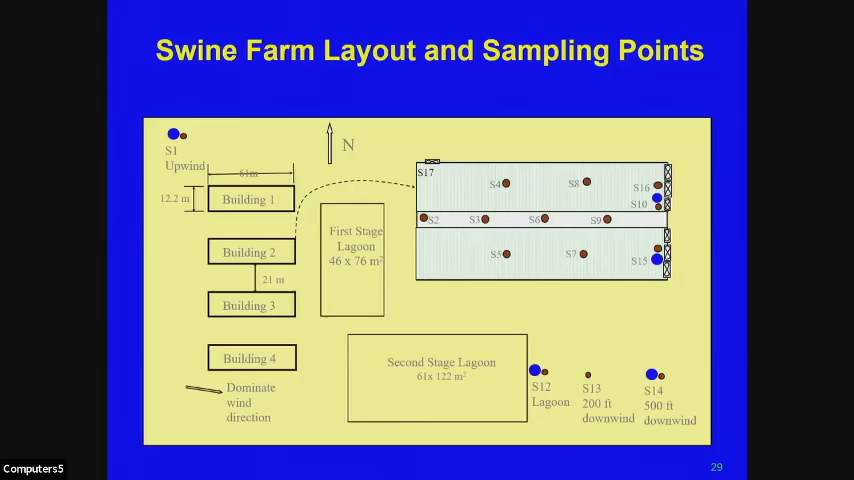 Swine Farm Layout and Sampling Points
S1
Upwind
N
61m
12.2 m
Building 1
Building 2
21 m
Building 3
Building 4
Dominate
wind
direction
First Stage
Lagoon
46 x 76 m²
S17
S4
S8
S16
S10
S2
S3
S6
S9
S5
S7
S15
Second Stage Lagoon
61x 122 m²
S12
Lagoon
S13
200 ft
downwind
S14
500 ft
downwind
29
Computers5